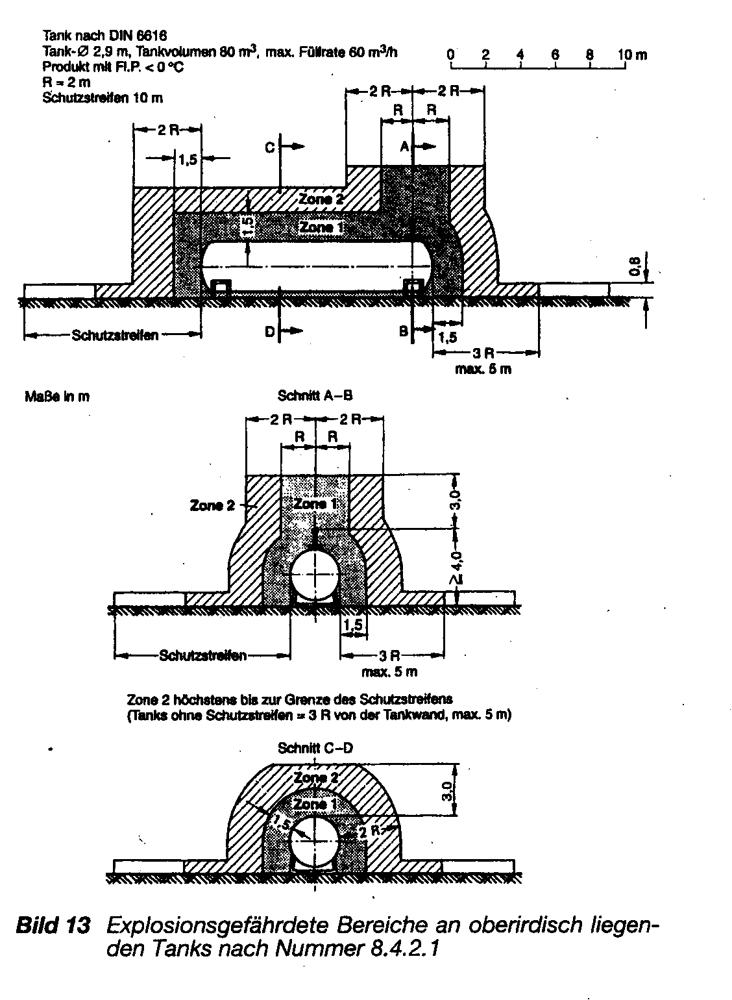 Tank nach DIN 6616
Tank-Ø 2,9 m, Tankvolumen 80 m³, max. Füllrate 60 m³/h
Produkt mit Fl.P. < 0 °C
R = 2 m
Schutzstreifen 10 m
0 2 4 6 8 10 m
2 R 2 R
R R
2 R
C A
1,5
Zone 2
1,5
Zone 1
0,8
Schutzstreifen
D B
1,5
3 R
max. 5 m
Maße in m
Schnitt A–B
2 R 2 R
R R
Zone 2
Zone 1
3,0
≥ 4,0
1,5
Schutzstreifen
3 R
max. 5 m
Zone 2 höchstens bis zur Grenze des Schutzstreifens
(Tanks ohne Schutzstreifen = 3 R von der Tankwand, max. 5 m)
Schnitt C–D
Zone 2
3,0
Zone 1
1,5
2 R
Bild 13 Explosionsgefährdete Bereiche an oberirdisch liegen-
den Tanks nach Nummer 8.4.2.1